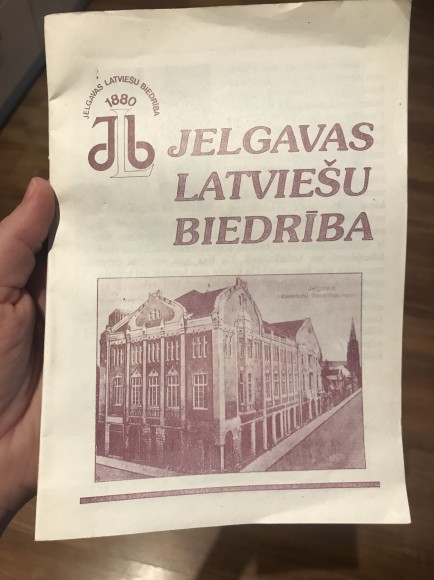 JELGAVAS LATVIEŠU BIEDRĪBA
1880
JLb
JELGAVAS
LATVIEŠU
BIEDRĪBA